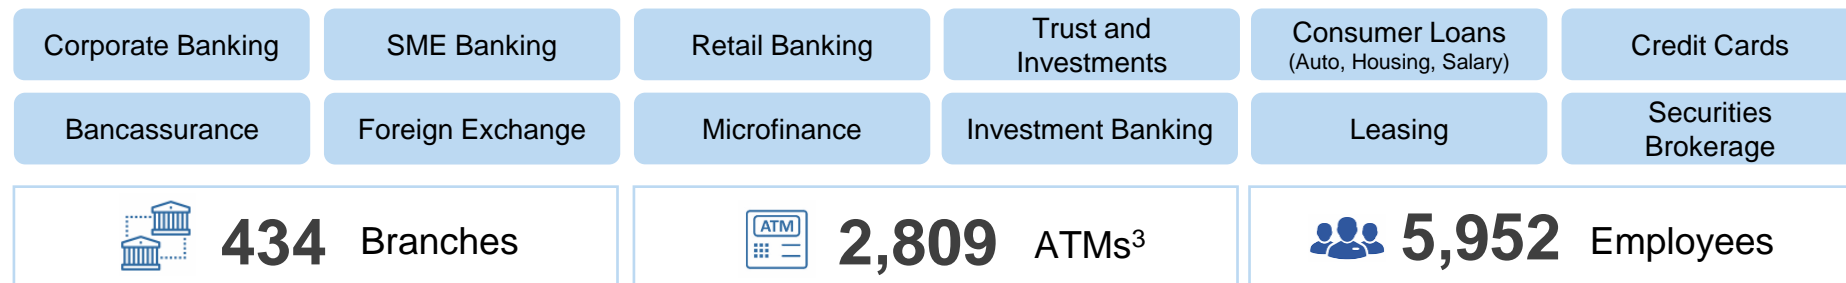 Corporate Banking
SME Banking
Retail Banking
Trust and
Investments
Consumer Loans
(Auto, Housing, Salary)
Credit Cards
Bancassurance
Foreign Exchange
Microfinance
Investment Banking
Leasing
Securities
Brokerage
434 Branches
ATM
2,809 ATMs³
5,952 Employees